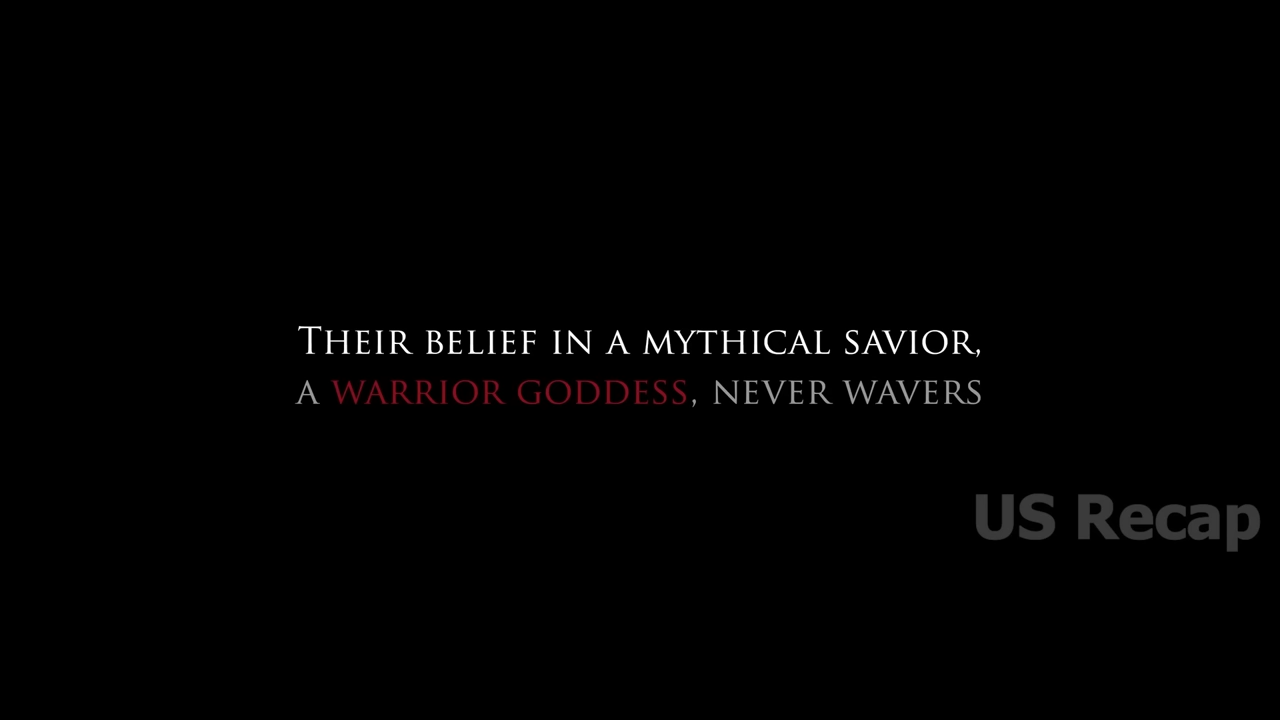 Their belief in a mythical savior,
a warrior goddess, never wavers
US Recap